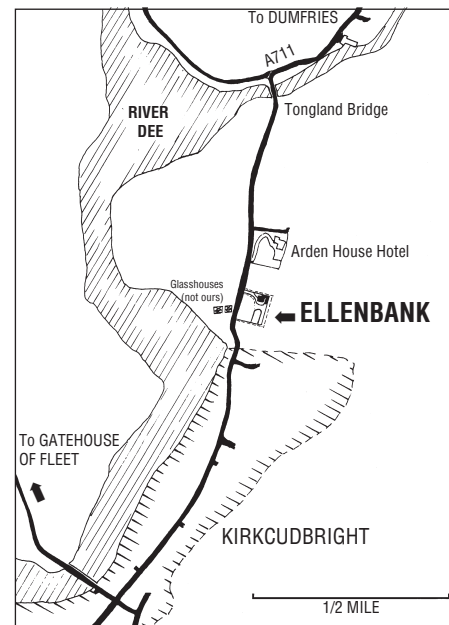 To DUMFRIES
A711
RIVER
DEE
Tongland Bridge
Arden House Hotel
Glasshouses
(not ours)
ELLENBANK
To GATEHOUSE
OF FLEET
KIRKCUDBRIGHT
1/2 MILE